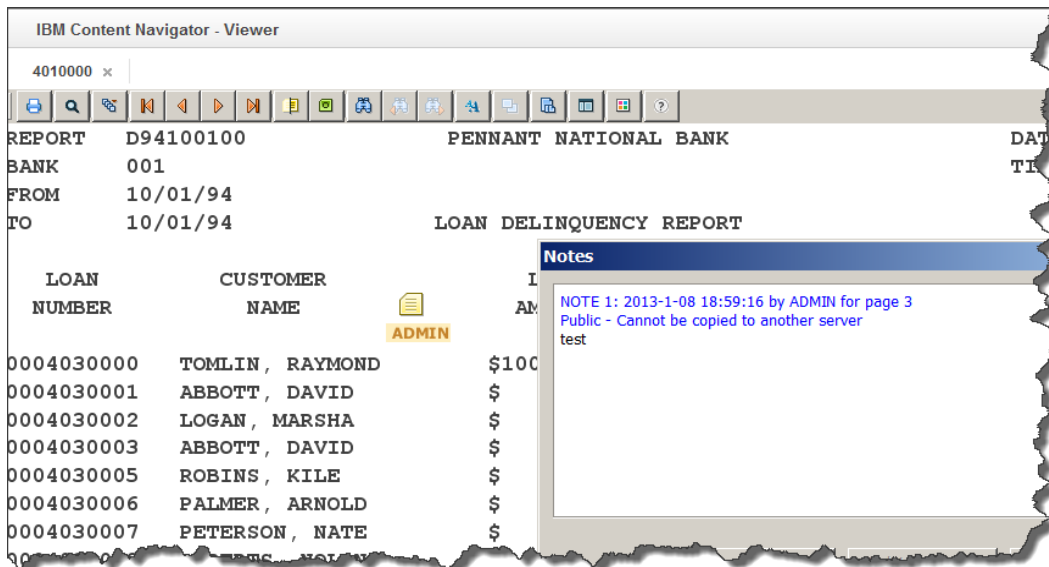 IBM Content Navigator - Viewer
4010000 ×
REPORT D94100100 PENNANT NATIONAL BANK
BANK 001
FROM 10/01/94
TO 10/01/94 LOAN DELINQUENCY REPORT
Notes
LOAN CUSTOMER
NUMBER NAME
ADMIN
NOTE 1: 2013-1-08 18:59:16 by ADMIN for page 3
Public - Cannot be copied to another server
test
0004030000 TOMLIN, RAYMOND $100
0004030001 ABBOTT, DAVID $
0004030002 LOGAN, MARSHA $
0004030003 ABBOTT, DAVID $
0004030005 ROBINS, KILE $
0004030006 PALMER, ARNOLD $
0004030007 PETERSON, NATE $